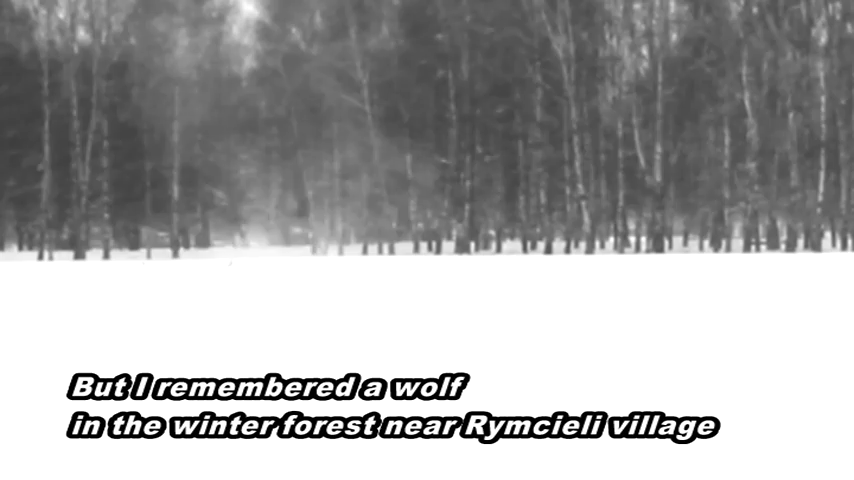 But I remembered a wolf
in the winter forest near Rymcieli village